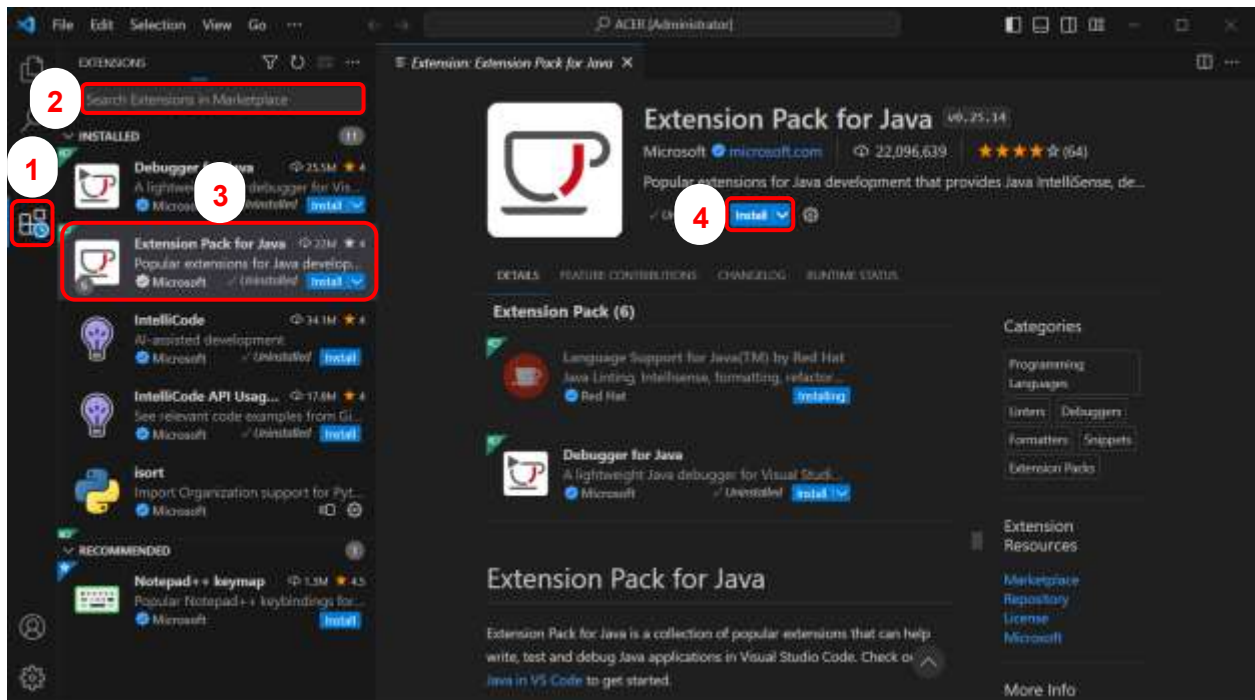 File Edit Selection View Go ...
ACER [Administrator]
EXTENSIONS
Extension: Extension Pack for Java
2
Search Extensions in Marketplace
INSTALLED
11
1
Debugger for Java 25.5M 4
3
A lightweight debugger for Vis...
Microsoft Uninstalled Install
Extension Pack for Java 22M 4
Popular extensions for Java develop...
6
Microsoft Uninstalled Install
IntelliCode 34.1M 4
AI-assisted development
Microsoft Uninstalled Install
IntelliCode API Usag... 17.6M 4
See relevant code examples from Gi...
Microsoft Uninstalled Install
isort
Import Organization support for Pyt...
Microsoft
RECOMMENDED
Notepad++ keymap 1.3M 4.5
Popular Notepad++ keybindings for...
Microsoft Install
Extension Pack for Java v0.25.14
Microsoft microsoft.com 22,096,639 (64)
Popular extensions for Java development that provides Java IntelliSense, de...
4
Install
DETAILS FEATURE CONTRIBUTIONS CHANGELOG RUNTIME STATUS
Extension Pack (6)
Language Support for Java(TM) by Red Hat
Java Linting, Intellisense, formatting, refactor...
Red Hat Installing
Debugger for Java
A lightweight Java debugger for Visual Studi...
Microsoft Uninstalled Install
Extension Pack for Java
Extension Pack for Java is a collection of popular extensions that can help
write, test and debug Java applications in Visual Studio Code. Check
Java in VS Code to get started.
Categories
Programming
Languages
Linters Debuggers
Formatters Snippets
Extension Packs
Extension
Resources
Marketplace
Repository
License
Microsoft
More Info